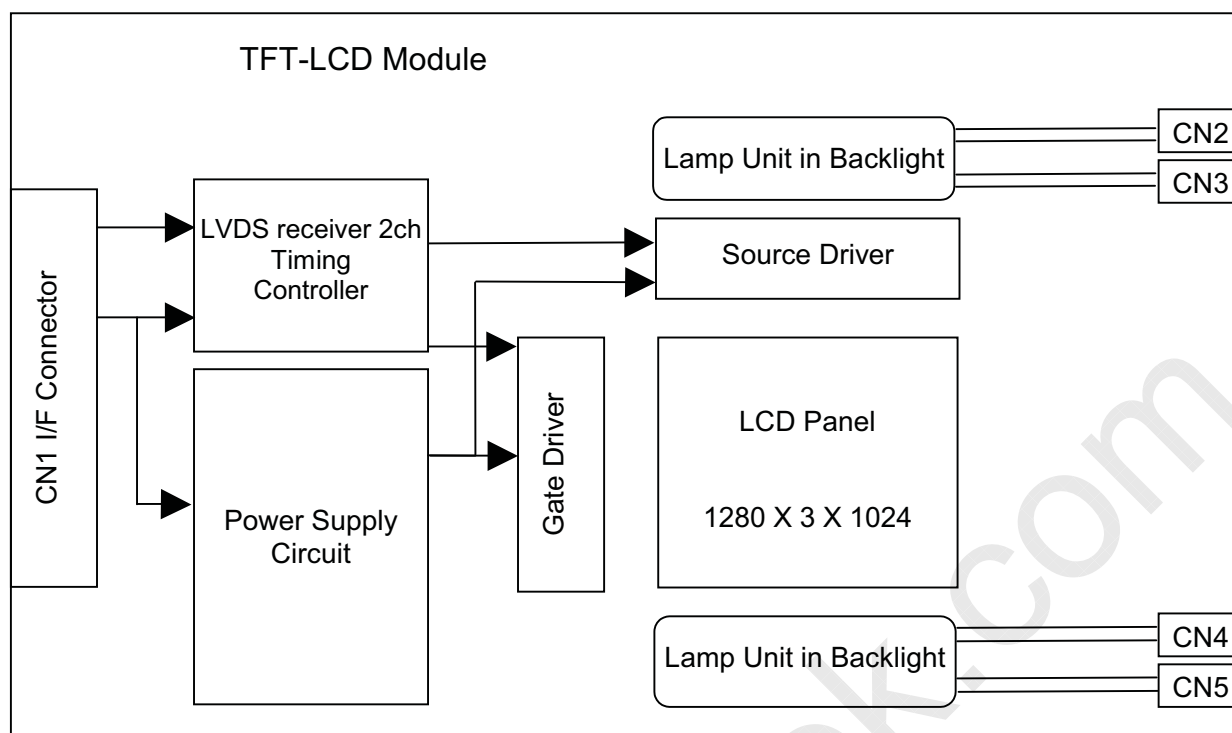 TFT-LCD Module
Lamp Unit in Backlight
CN2
CN3
CN1 I/F Connector
LVDS receiver 2ch
Timing
Controller
Source Driver
Power Supply
Circuit
Gate Driver
LCD Panel
1280 X 3 X 1024
Lamp Unit in Backlight
CN4
CN5
k.com